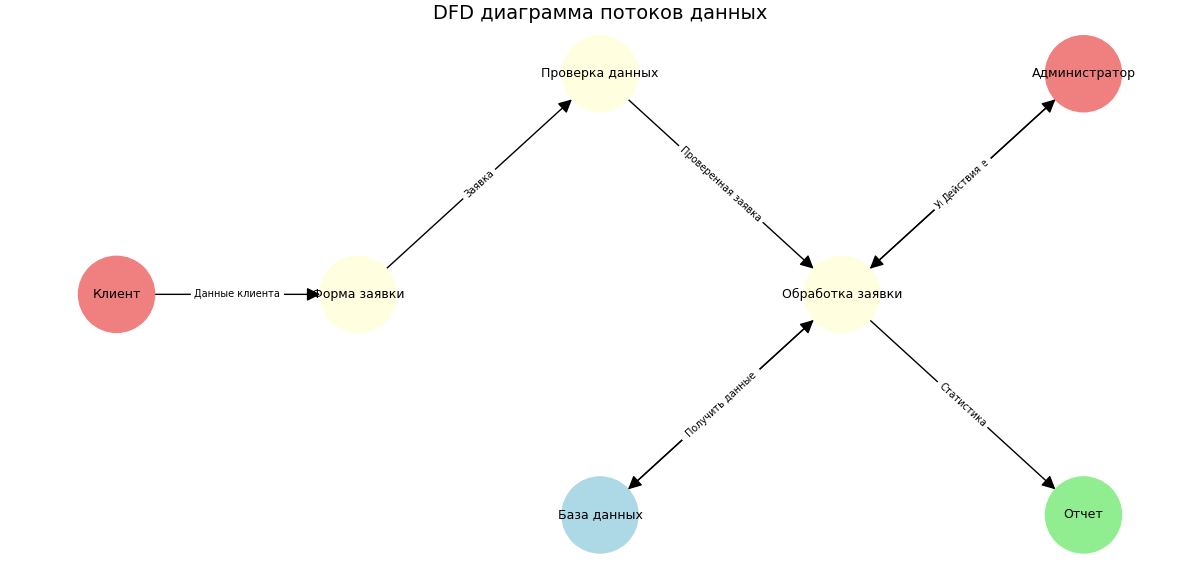 DFD диаграмма потоков данных
Проверка данных
Администратор
Заявка
Проверенная заявка
Действия
Клиент
Данные клиента
Форма заявки
Обработка заявки
Получить данные
Статистика
База данных
Отчет